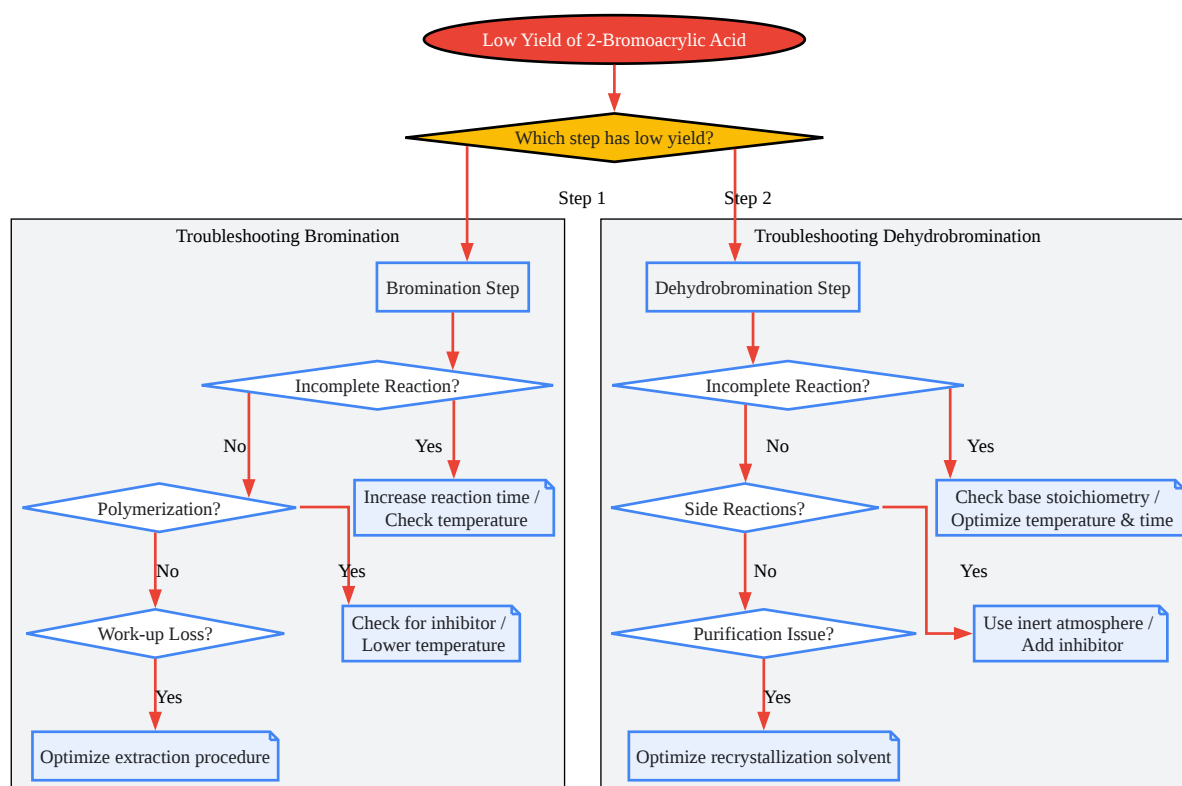 Low Yield of 2-Bromoacrylic Acid
Which step has low yield?
Step 1
Step 2
Troubleshooting Bromination
Troubleshooting Dehydrobromination
Bromination Step
Dehydrobromination Step
Incomplete Reaction?
Incomplete Reaction?
No
Yes
No
Yes
Polymerization?
Increase reaction time /
Check temperature
Side Reactions?
Check base stoichiometry /
Optimize temperature & time
No
Yes
No
Yes
Work-up Loss?
Check for inhibitor /
Lower temperature
Purification Issue?
Use inert atmosphere /
Add inhibitor
Yes
Yes
Optimize extraction procedure
Optimize recrystallization solvent